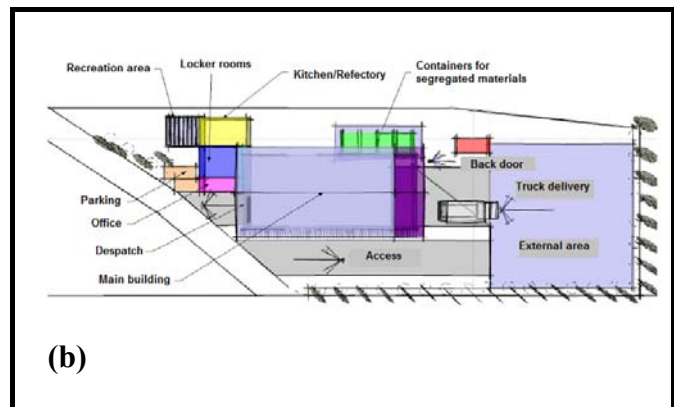 Recreation area
Locker rooms
Kitchen/Refectory
Containers for
segregated materials
Back door
Parking
Truck delivery
Office
Despatch
External area
Access
Main building
(b)